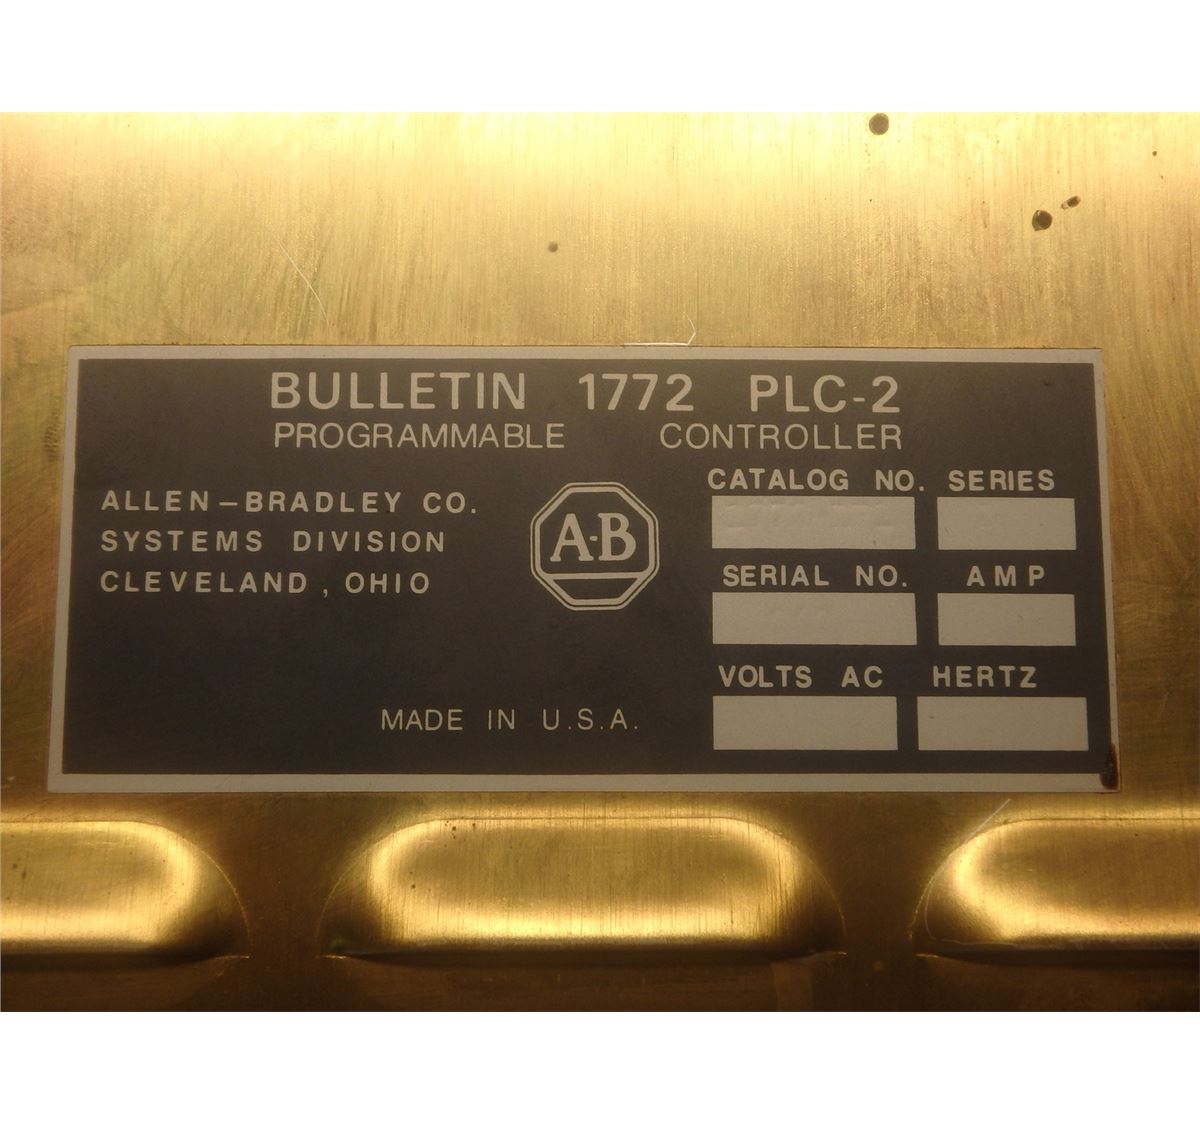 BULLETIN 1772 PLC-2
PROGRAMMABLE CONTROLLER
ALLEN-BRADLEY CO.
SYSTEMS DIVISION
CLEVELAND, OHIO
A·B
CATALOG NO. SERIES
SERIAL NO. AMP
VOLTS AC HERTZ
MADE IN U.S.A.